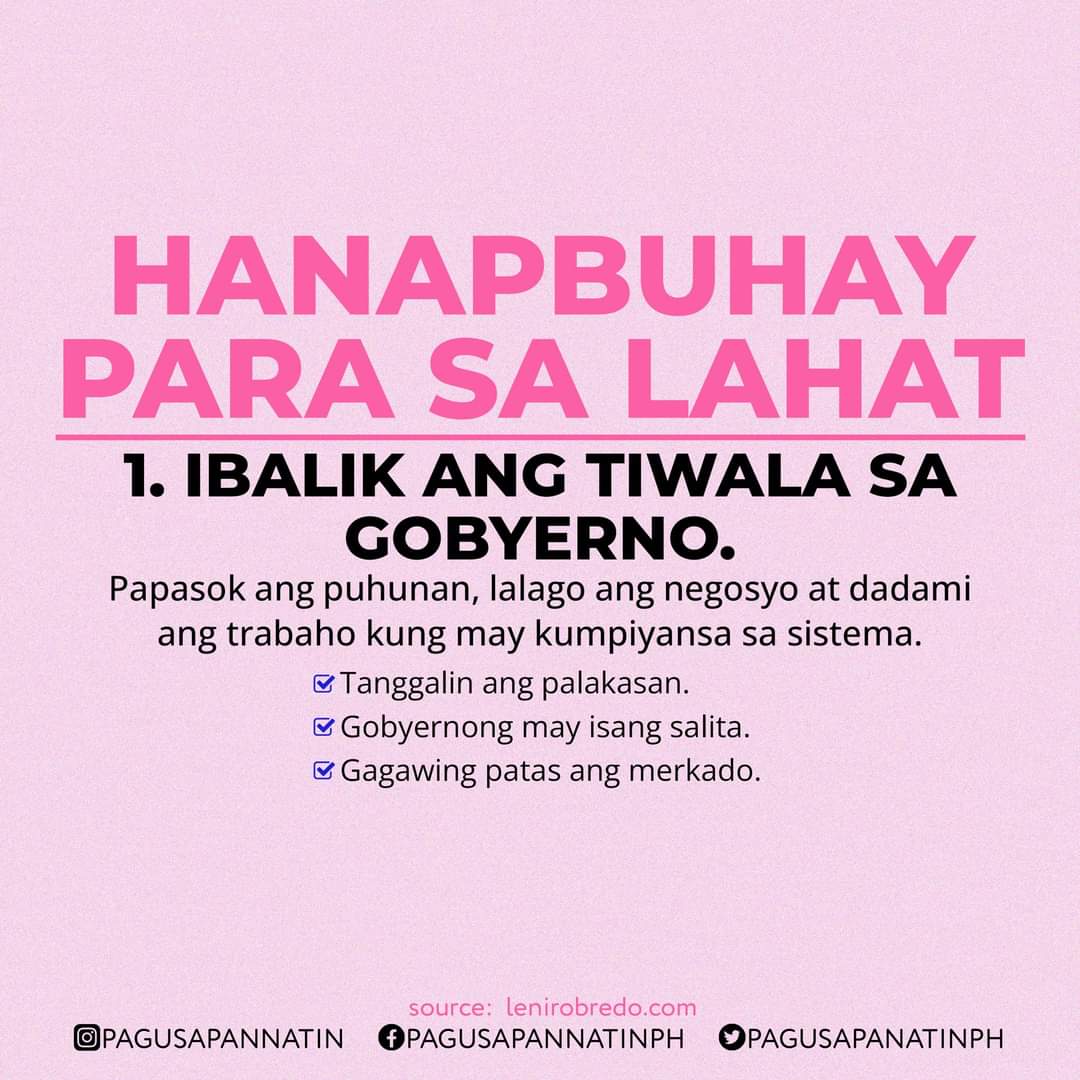 HANAPBUHAY
PARA SA LAHAT
1. IBALIK ANG TIWALA SA
GOBYERNO.
Papasok ang puhunan, lalago ang negosyo at dadami
ang trabaho kung may kumpiyansa sa sistema.
Tanggalin ang palakasan.
Gobyernong may isang salita.
Gagawing patas ang merkado.
source: lenirobredo.com
PAGUSAPANNATIN PAGUSAPANNATINPH PAGUSAPANATINPH